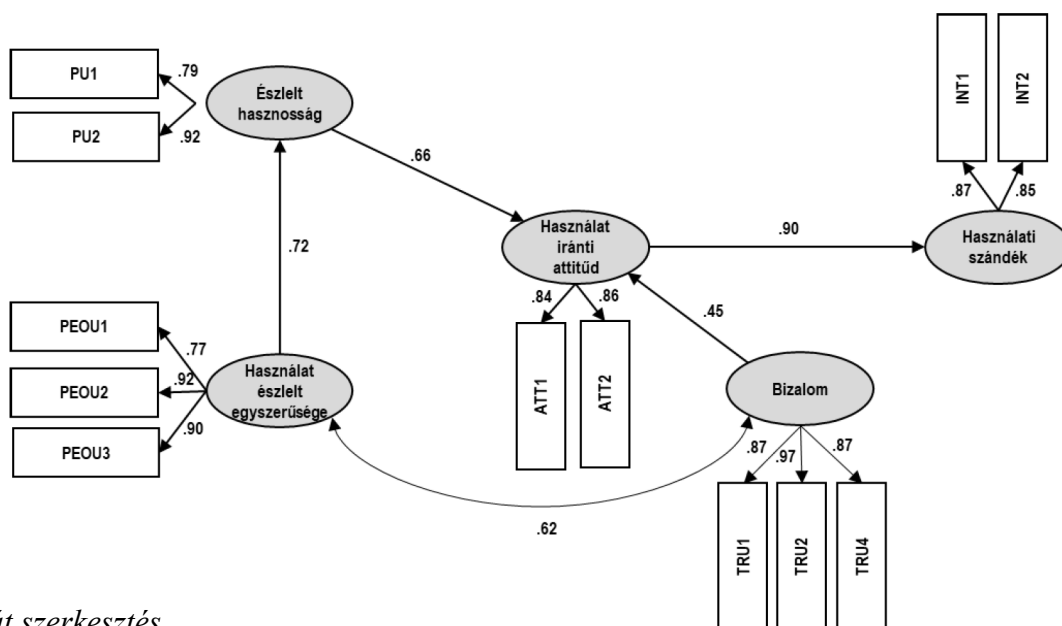 PU1
.79
PU2
.92
Észlelt
hasznosság
.66
.72
INT1
INT2
.87
.85
Használat
iránti
attitűd
.90
Használati
szándék
.84
.86
ATT1
ATT2
.45
PEOU1
.77
PEOU2
.92
PEOU3
.90
Használat
észlelt
egyszerűsége
Bizalom
.87
.97
.87
TRU1
TRU2
TRU4
.62
szerkesztés